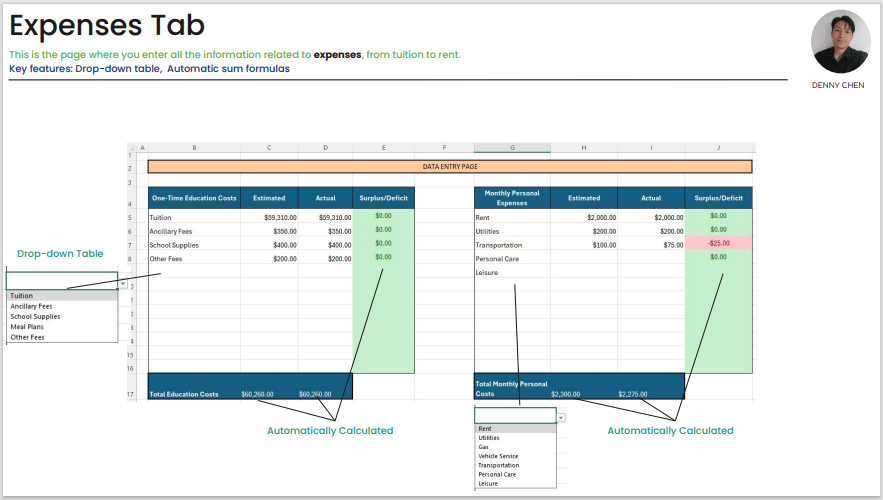 Expenses Tab
This is the page where you enter all the information related to expenses, from tuition to rent.
Key features: Drop-down table, Automatic sum formulas
DENNY CHEN
A B C D E F G H I J
1
2 DATA ENTRY PAGE
3
4 One-Time Education Costs Estimated Actual Surplus/Deficit Monthly Personal Expenses Estimated Actual Surplus/Deficit
5 Tuition $59,310.00 $59,310.00 $0.00 Rent $2,000.00 $2,000.00 $0.00
6 Ancillary Fees $350.00 $350.00 $0.00 Utilities $200.00 $200.00 $0.00
7 School Supplies $400.00 $400.00 $0.00 Transportation $100.00 $75.00 -$25.00
8 Other Fees $200.00 $200.00 $0.00 Personal Care $0.00
Leisure
15
16
17 Total Education Costs $60,260.00 $60,260.00 Total Monthly Personal Costs $2,300.00 $2,275.00
Drop-down Table
Tuition
Ancillary Fees
School Supplies
Meal Plans
Other Fees
Automatically Calculated
Rent
Utilities
Gas
Vehicle Service
Transportation
Personal Care
Leisure
Automatically Calculated